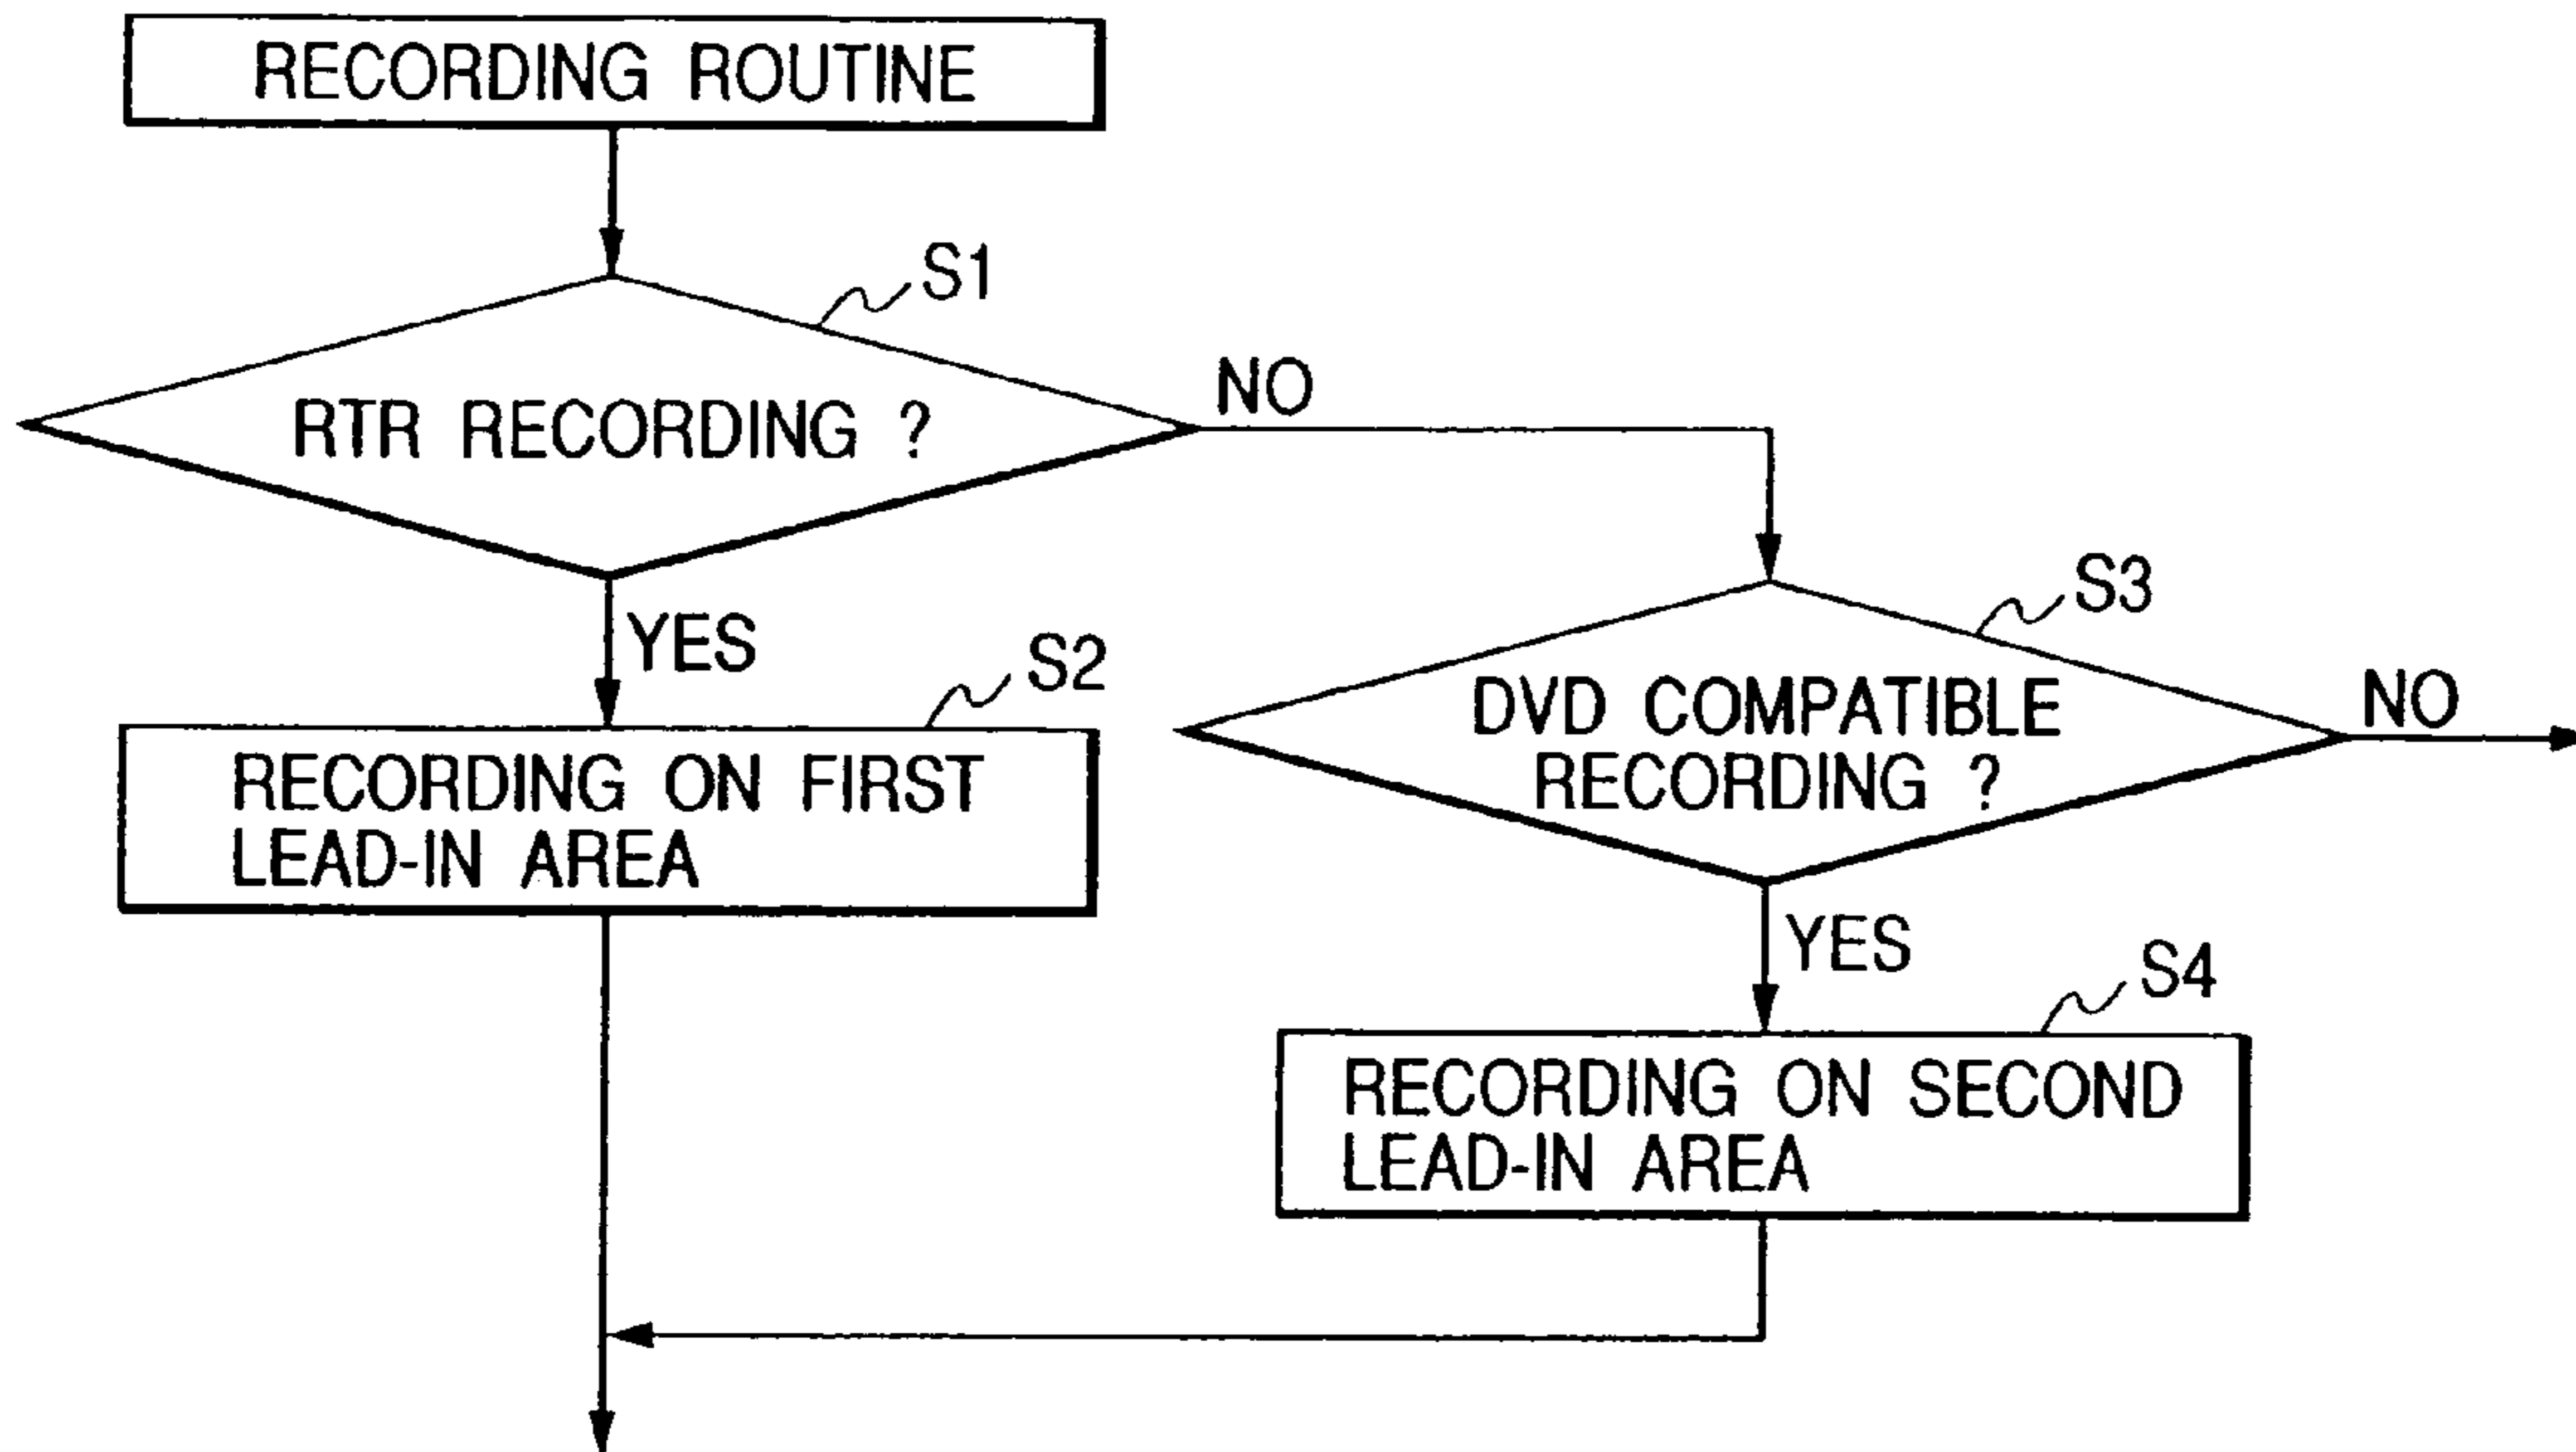 RECORDING ROUTINE
S1
RTR RECORDING ?
NO
YES
S2
RECORDING ON FIRST
LEAD-IN AREA
S3
DVD COMPATIBLE
RECORDING ?
NO
YES
S4
RECORDING ON SECOND
LEAD-IN AREA